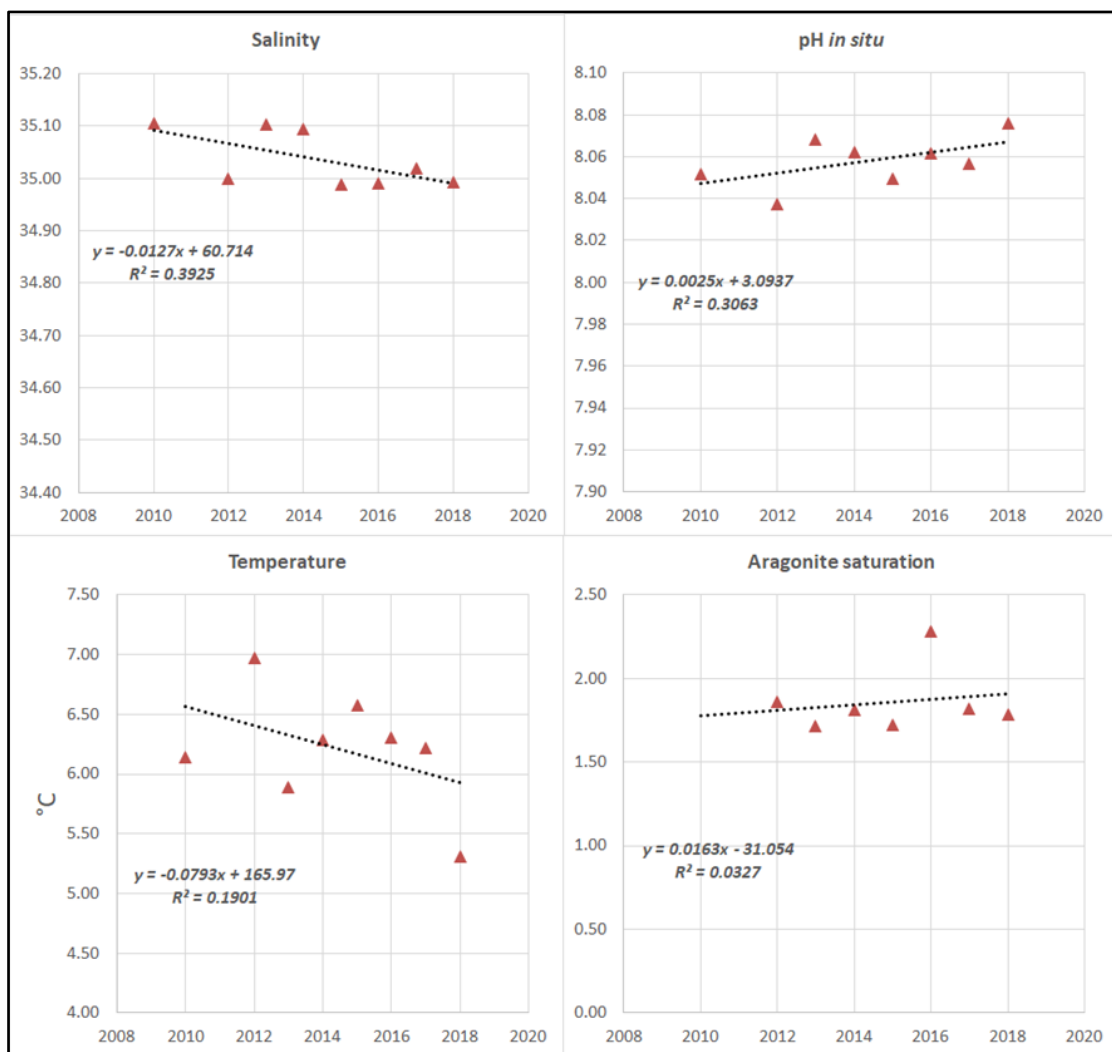 Salinity
35.20
35.10
35.00
34.90
34.80
34.70
34.60
34.50
34.40
y = -0.0127x + 60.714
R² = 0.3925
2008 2010 2012 2014 2016 2018 2020
pH in situ
8.10
8.08
8.06
8.04
8.02
8.00
7.98
7.96
7.94
7.92
7.90
y = 0.0025x + 3.0937
R² = 0.3063
2008 2010 2012 2014 2016 2018 2020
Temperature
7.50
7.00
6.50
6.00
5.50
5.00
4.50
4.00
°C
y = -0.0793x + 165.97
R² = 0.1901
2008 2010 2012 2014 2016 2018 2020
Aragonite saturation
2.50
2.00
1.50
1.00
0.50
0.00
y = 0.0163x - 31.054
R² = 0.0327
2008 2010 2012 2014 2016 2018 2020